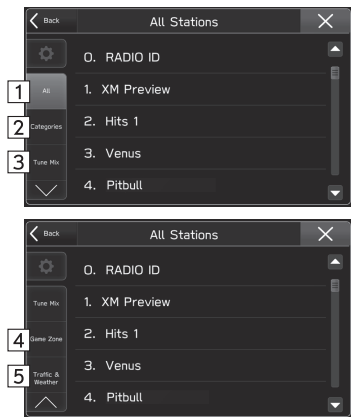 Back All Stations
0. RADIO ID
1 All 1. XM Preview
2 Categories 2. Hits 1
3 Tune Mix 3. Venus
4. Pitbull
Back All Stations
0. RADIO ID
Tune Mix 1. XM Preview
4 Game Zone 2. Hits 1
3. Venus
5 Traffic &
Weather
4. Pitbull